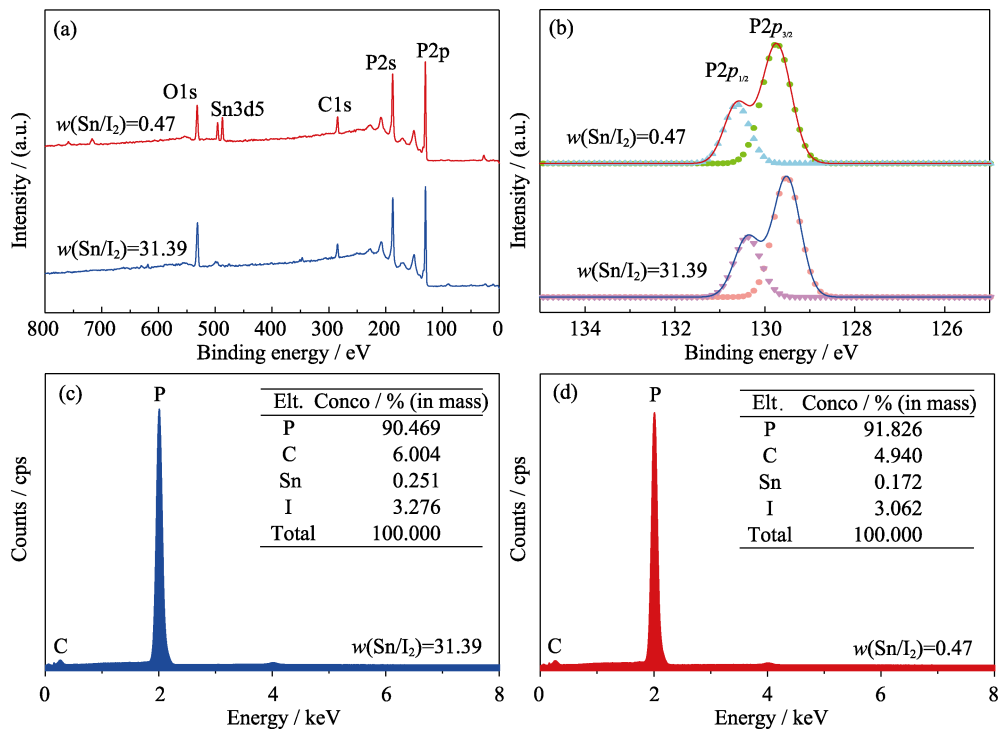 (a)
P2p
P2s
O1s
Sn3d5
C1s
w(Sn/I₂)=0.47
w(Sn/I₂)=31.39
Intensity / (a.u.)
800 700 600 500 400 300 200 100 0
Binding energy / eV
(b)
P2p3/2
P2p1/2
w(Sn/I₂)=0.47
w(Sn/I₂)=31.39
Intensity / (a.u.)
134 132 130 128 126
Binding energy / eV
(c)
P
Elt. Conco / % (in mass)
P 90.469
C 6.004
Sn 0.251
I 3.276
Total 100.000
C
w(Sn/I₂)=31.39
Counts / cps
0 2 4 6 8
Energy / keV
(d)
P
Elt. Conco / % (in mass)
P 91.826
C 4.940
Sn 0.172
I 3.062
Total 100.000
C
w(Sn/I₂)=0.47
Counts / cps
0 2 4 6 8
Energy / keV